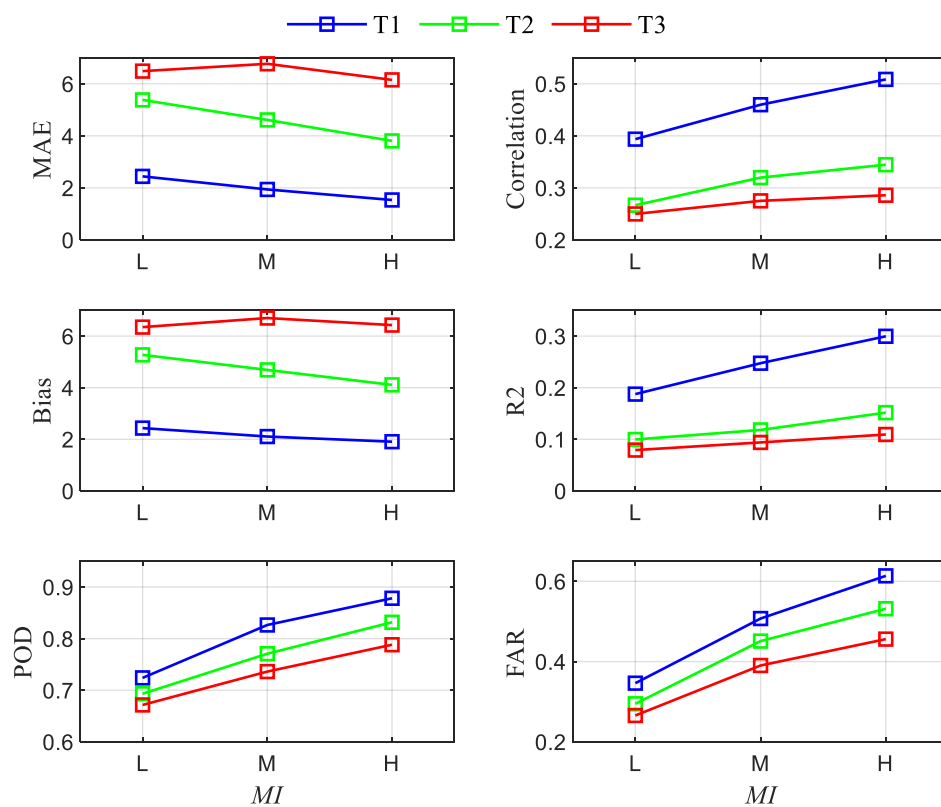 T1 T2 T3
MAE
6
4
2
0
L M H
Correlation
0.5
0.4
0.3
0.2
L M H
Bias
6
4
2
0
L M H
R2
0.3
0.2
0.1
0
L M H
POD
0.9
0.8
0.7
0.6
L M H
MI
FAR
0.6
0.4
0.2
L M H
MI